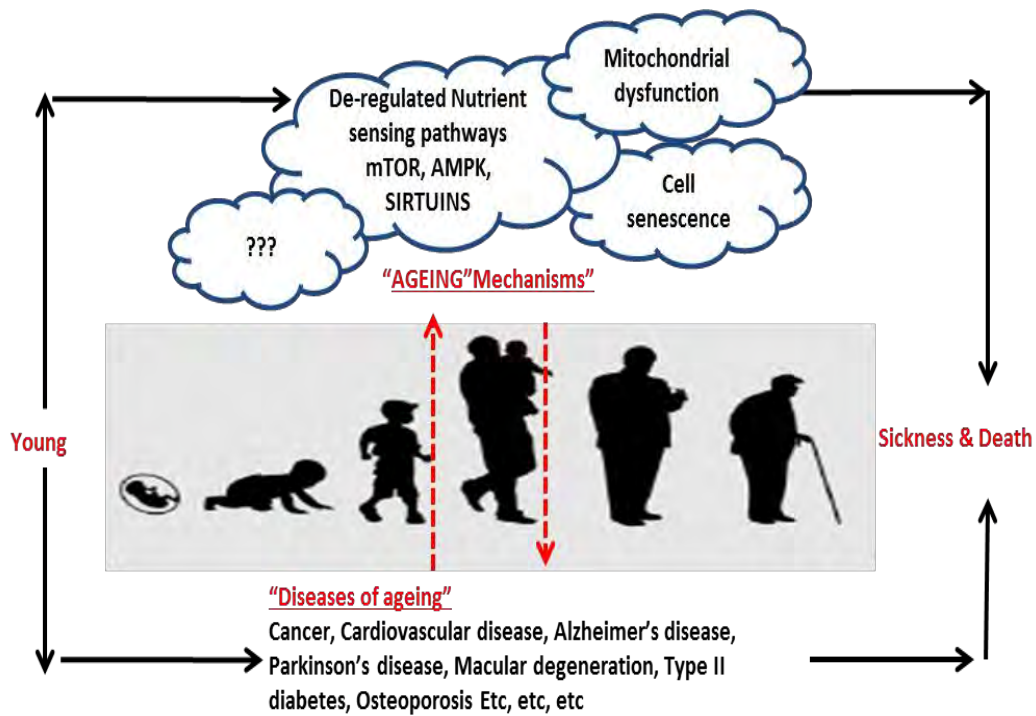 Mitochondrial
dysfunction
De-regulated Nutrient
sensing pathways
mTOR, AMPK,
SIRTUINS
Cell
senescence
???
“AGEING”Mechanisms”
Young
Sickness & Death
“Diseases of ageing”
Cancer, Cardiovascular disease, Alzheimer’s disease,
Parkinson’s disease, Macular degeneration, Type II
diabetes, Osteoporosis Etc, etc, etc